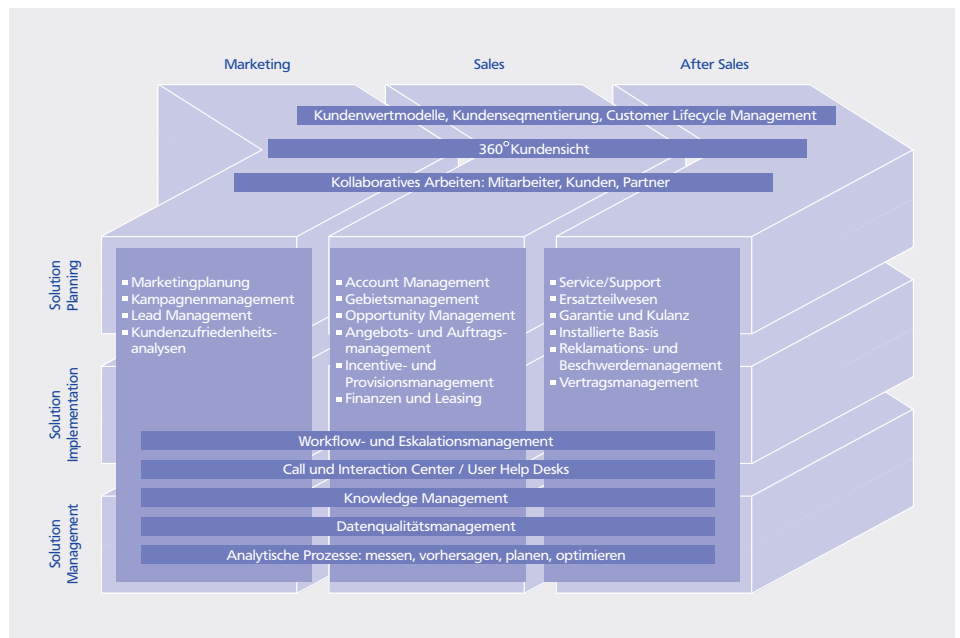 Marketing
Sales
After Sales
Kundenwertmodelle, Kundenseqmentierung, Customer Lifecycle Management
360° Kundensicht
Kollaboratives Arbeiten: Mitarbeiter, Kunden, Partner
Solution
Planning
Marketingplanung
Kampagnenmanagement
Lead Management
Kundenzufriedenheits-
analysen
Account Management
Gebietsmanagement
Opportunity Management
Angebots- und Auftrags-
management
Incentive- und
Provisionsmanagement
Finanzen und Leasing
Service/Support
Ersatzteilwesen
Garantie und Kulanz
Installierte Basis
Reklamations- und
Beschwerdemanagement
Vertragsmanagement
Solution
Implementation
Workflow- und Eskalationsmanagement
Call und Interaction Center / User Help Desks
Knowledge Management
Solution
Management
Datenqualitätsmanagement
Analytische Prozesse: messen, vorhersagen, planen, optimieren